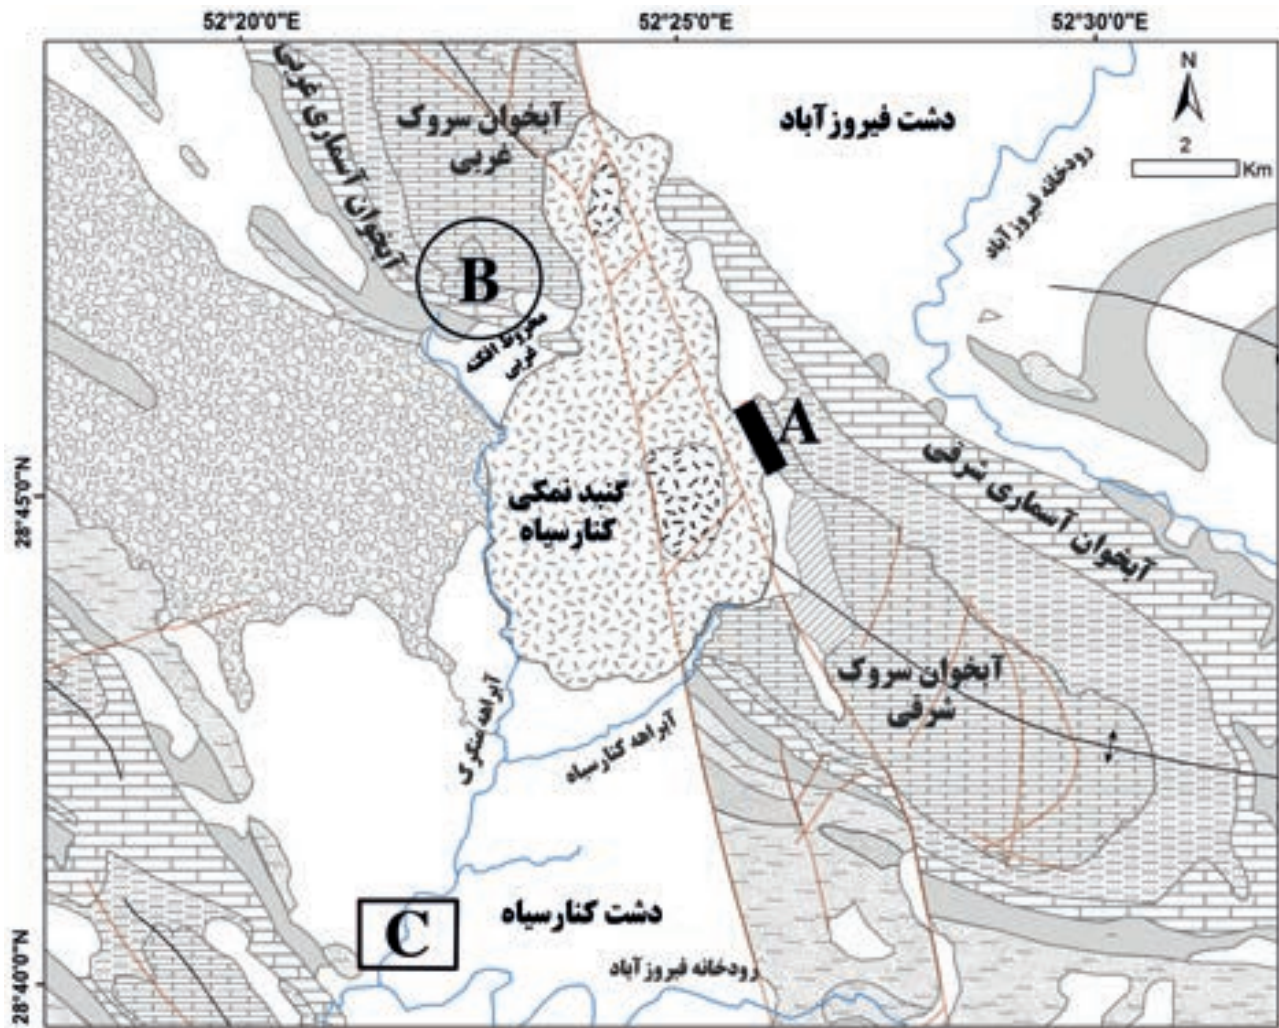 52°20'0"E
52°25'0"E
52°30'0"E
N
2
Km
28°45'0"N
28°40'0"N
آبخوان آسماری غربی
آبخوان سروک
غربی
دشت فیروزآباد
رودخانه فیروزآباد
B
مخروط افکنه
غربی
A
گنبد نمکی
کنارسیاه
آبخوان آسماری شرقی
آبخوان سروک
شرقی
آبراهه کنارسیاه
آبراهه
C
دشت کنارسیاه
رودخانه فیروزآباد